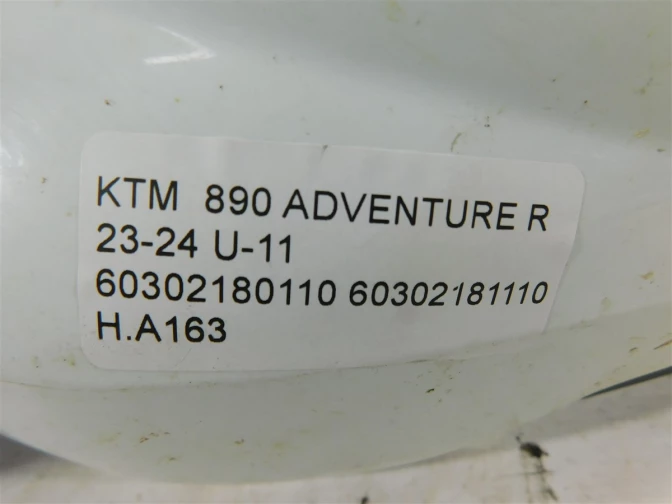 KTM 890 ADVENTURE R
23-24 U-11
60302180110 60302181110
H.A163